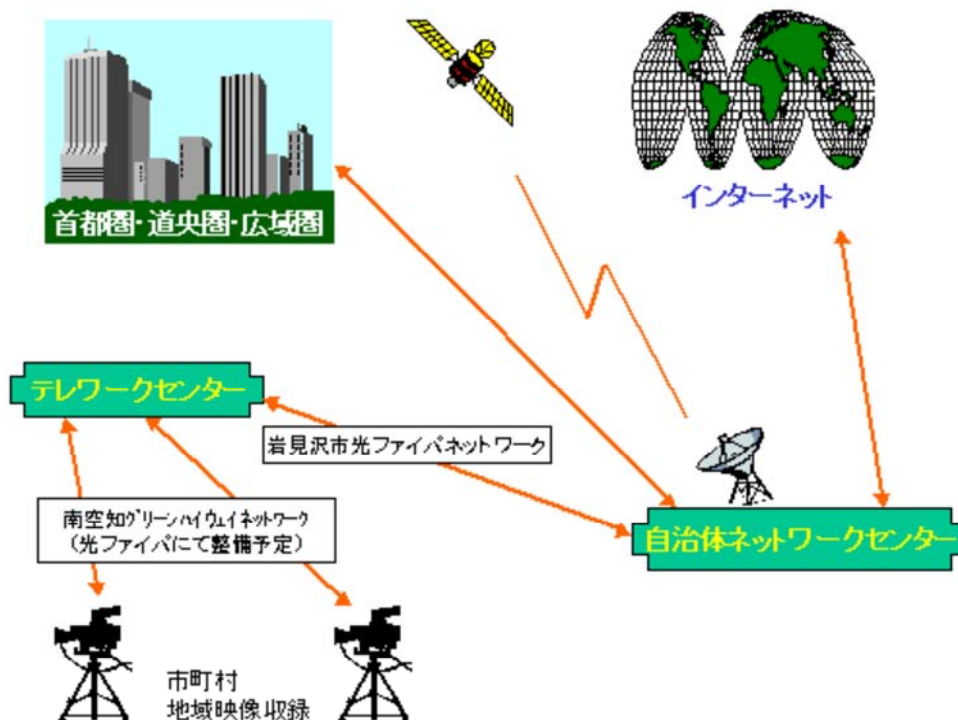 首都圏・道央圏・広域圏
インターネット
テレワークセンター
岩見沢市光ファイバネットワーク
南空知グリーンハイウェイネットワーク
(光ファイバにて整備予定)
自治体ネットワークセンター
市町村
地域映像収録